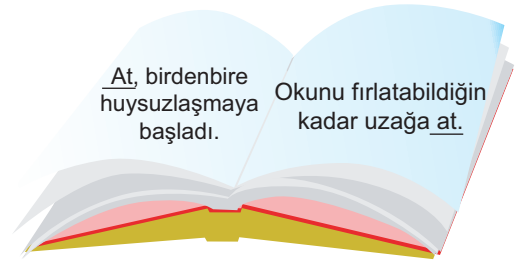 At, birdenbire
huysuzlaşmaya
başladı.
Okunu fırlatabildiğin
kadar uzağa at.